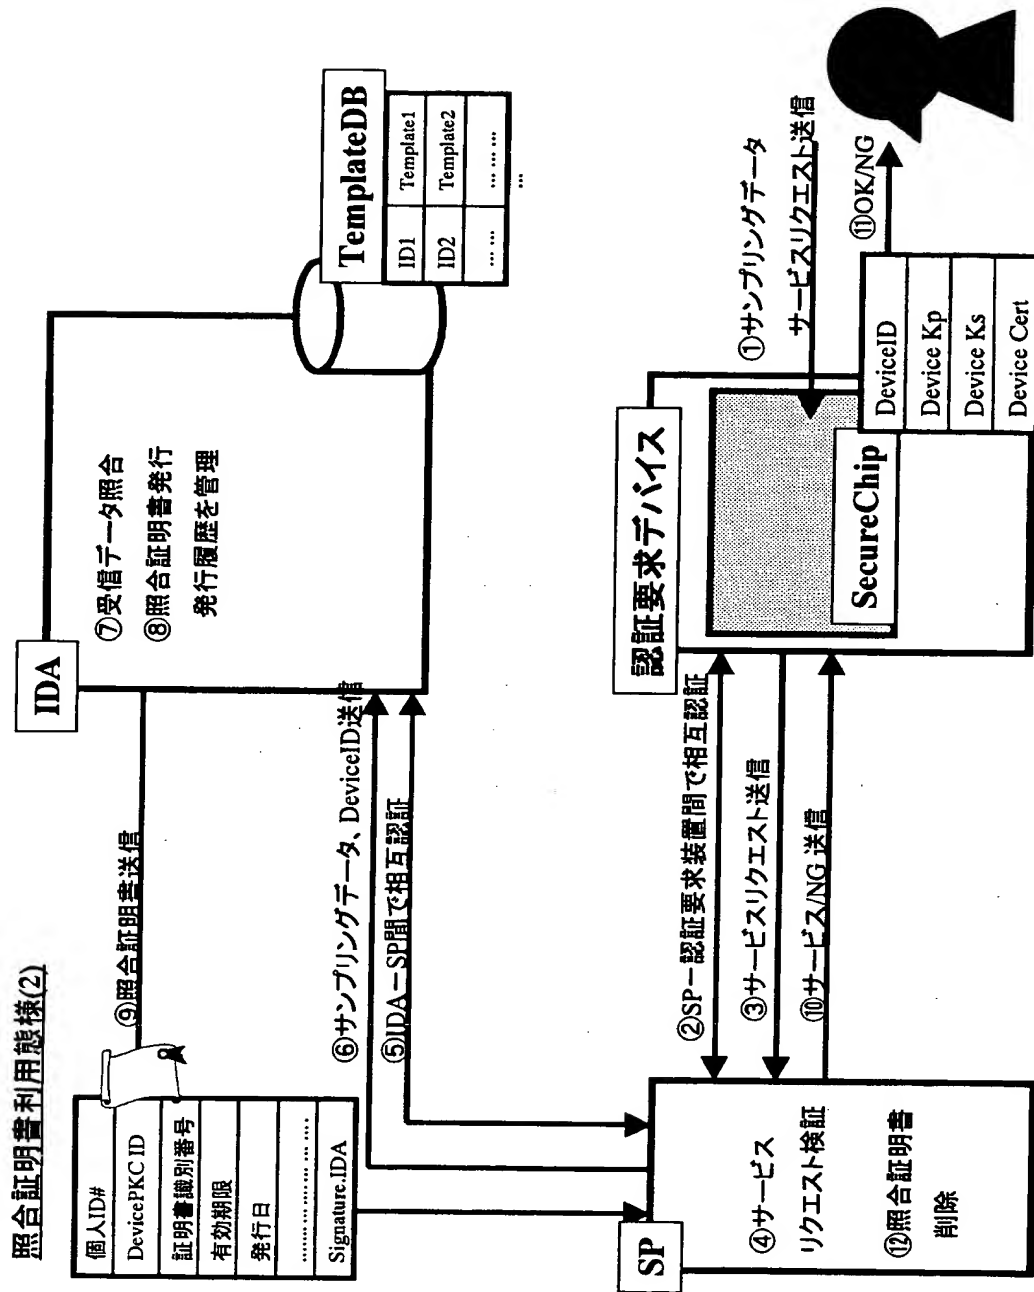 照合証明書利用態様(2)
個人ID#
DevicePKC ID
証明書識別番号
有効期限
発行日
………………
Signature.IDA
⑨照合証明書送信
IDA
⑦受信データ照合
⑧照合証明書発行
発行履歴を管理
TemplateDB
ID1
Template1
ID2
Template2
… …
… … …
…
⑥サンプリングデータ、DeviceID送信
⑤IDA－SP間で相互認証
SP
④サービス
リクエスト検証
⑫照合証明書
削除
②SP－認証要求装置間で相互認証
③サービスリクエスト送信
⑩サービス/NG 送信
認証要求デバイス
SecureChip
①サンプリングデータ
サービスリクエスト送信
DeviceID
Device Kp
Device Ks
Device Cert
⑪OK/NG